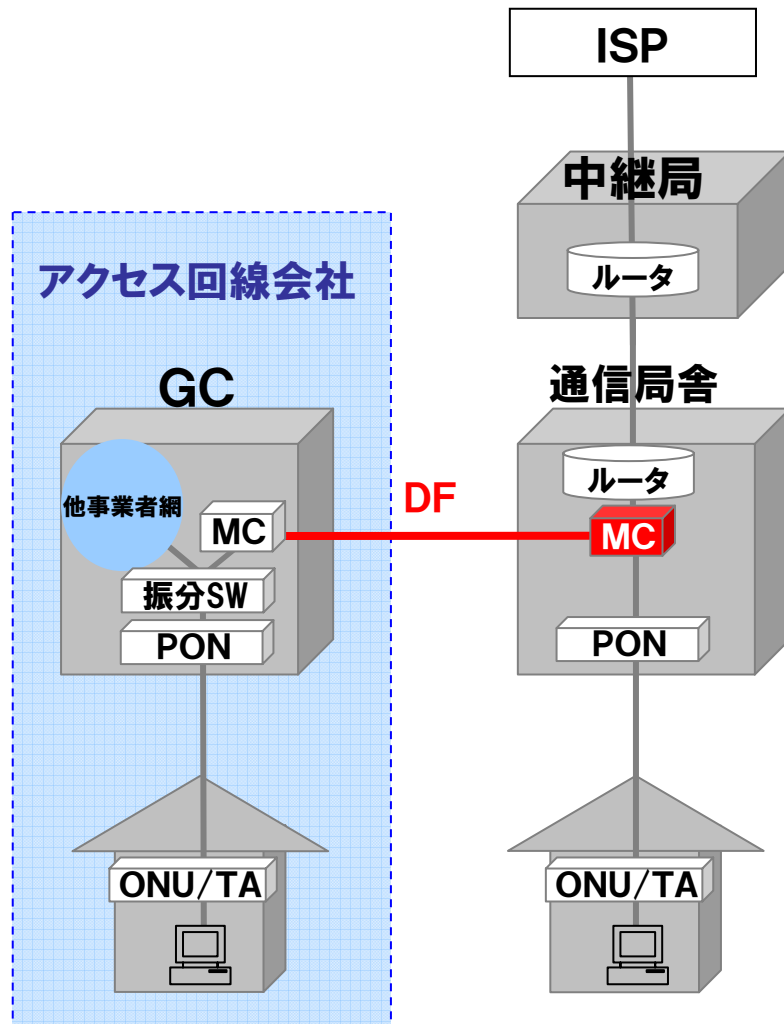 ISP
中継局
ルータ
アクセス回線会社
GC
通信局舎
ルータ
他事業者網
MC
DF
MC
振分SW
PON
PON
ONU/TA
ONU/TA